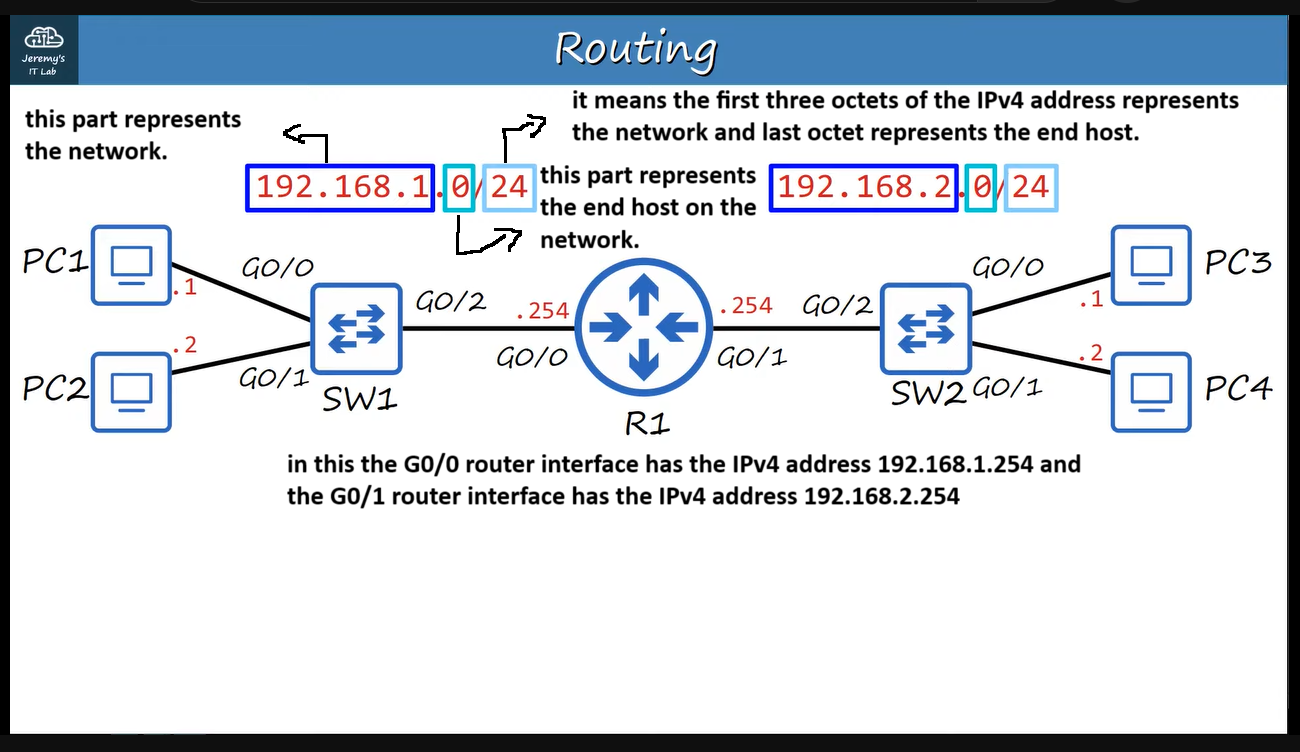 Jeremy's
IT Lab
Routing
this part represents
the network.
it means the first three octets of the IPv4 address represents
the network and last octet represents the end host.
192.168.1.0/24
this part represents
the end host on the
network.
192.168.2.0/24
PC1
.1
G0/0
G0/2
.254
.254
G0/2
G0/0
.1
PC3
PC2
.2
G0/1
SW1
G0/0
R1
G0/1
SW2
G0/1
.2
PC4
in this the G0/0 router interface has the IPv4 address 192.168.1.254 and
the G0/1 router interface has the IPv4 address 192.168.2.254